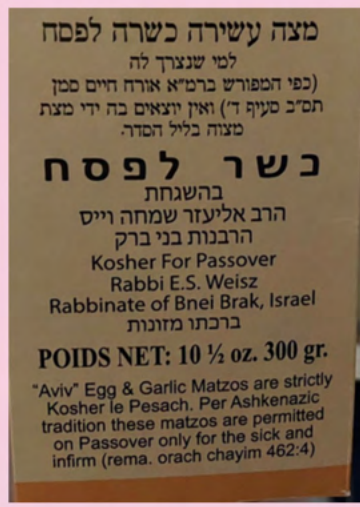 מצה עשירה כשרה לפסח
למי שנצרך לה
(כפי המפורש ברמ״א אורח חיים סמן
תס״ב סעיף ד׳) ואין יוצאים בה ידי מצת
מצוה בליל הסדר.
כשר לפסח
בהשגחת
הרב אליעזר שמחה וייס
הרבנות בני ברק
Kosher For Passover
Rabbi E.S. Weisz
Rabbinate of Bnei Brak, Israel
ברכתו מזונות
POIDS NET: 10 ½ oz. 300 gr.
“Aviv” Egg & Garlic Matzos are strictly
Kosher le Pesach. Per Ashkenazic
tradition these matzos are permitted
on Passover only for the sick and
infirm (rema. orach chayim 462:4)